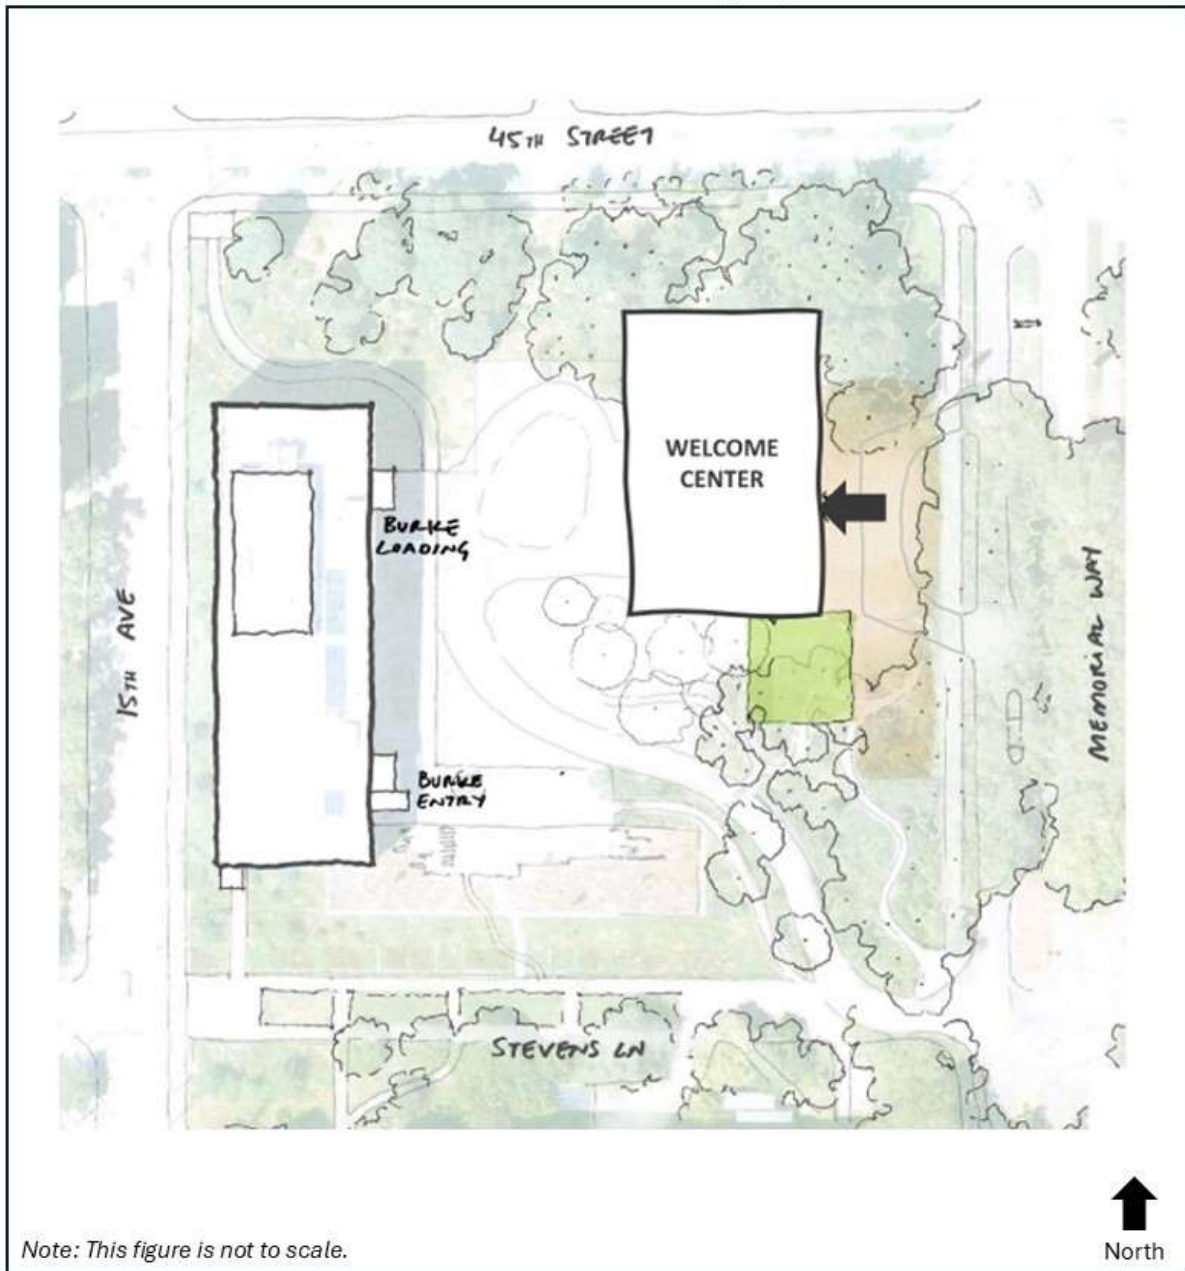 45TH STREET
WELCOME
CENTER
BURKE
LOADING
15TH AVE
MEMORIAL WAY
BURKE
ENTRY
STEVENS LN
Note: This figure is not to scale.
North